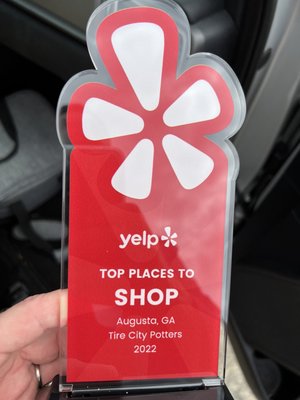 yelp
TOP PLACES TO
SHOP
Augusta, GA
Tire City Potters
2022